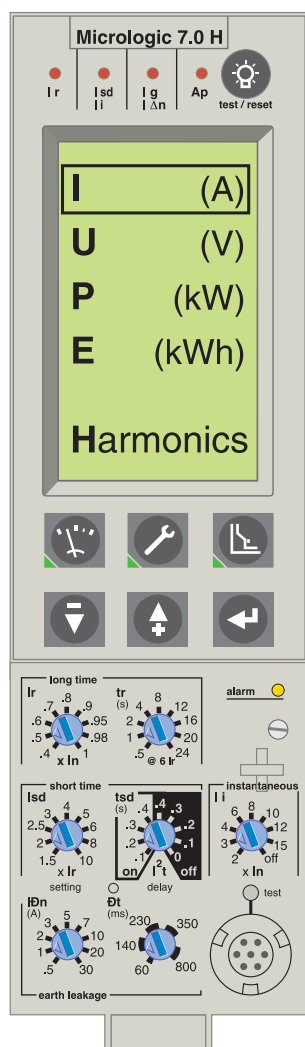 Micrologic 7.0 H
Ir Isd Ig Ap
Ii I∆n test / reset
I (A)
U (V)
P (kW)
E (kWh)
Harmonics
long time
alarm
Ir
.4 .5 .6 .7 .8 .9 .95 .98 1
x In
tr
(s)
.5 1 2 4 8 12 16 20 24
@ 6 Ir
short time
Isd
1.5 2 2.5 3 4 5 6 8 10
x Ir
setting
tsd
(s)
.1 .2 .3 .4 .4 .3 .2 .1 0
on I²t off
delay
instantaneous
Ii
2 3 4 6 8 10 12 15 off
x In
test
IÐn
(A)
.5 1 2 3 5 7 10 20 30
Ðt
(ms)
60 140 230 350 800
earth leakage